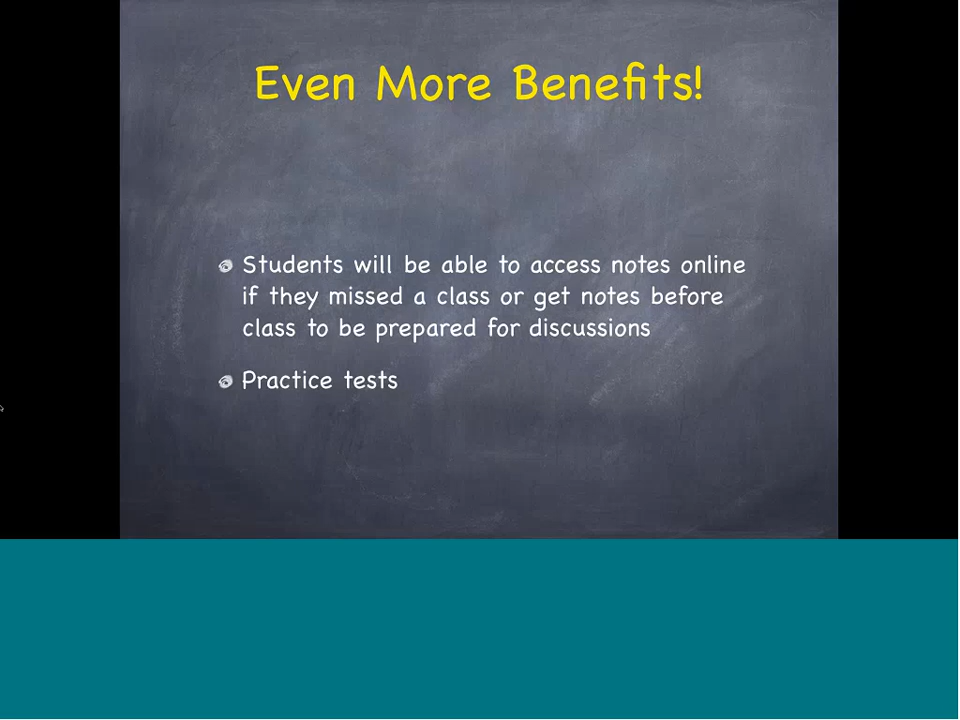 Even More Benefits!
Students will be able to access notes online
if they missed a class or get notes before
class to be prepared for discussions
Practice tests